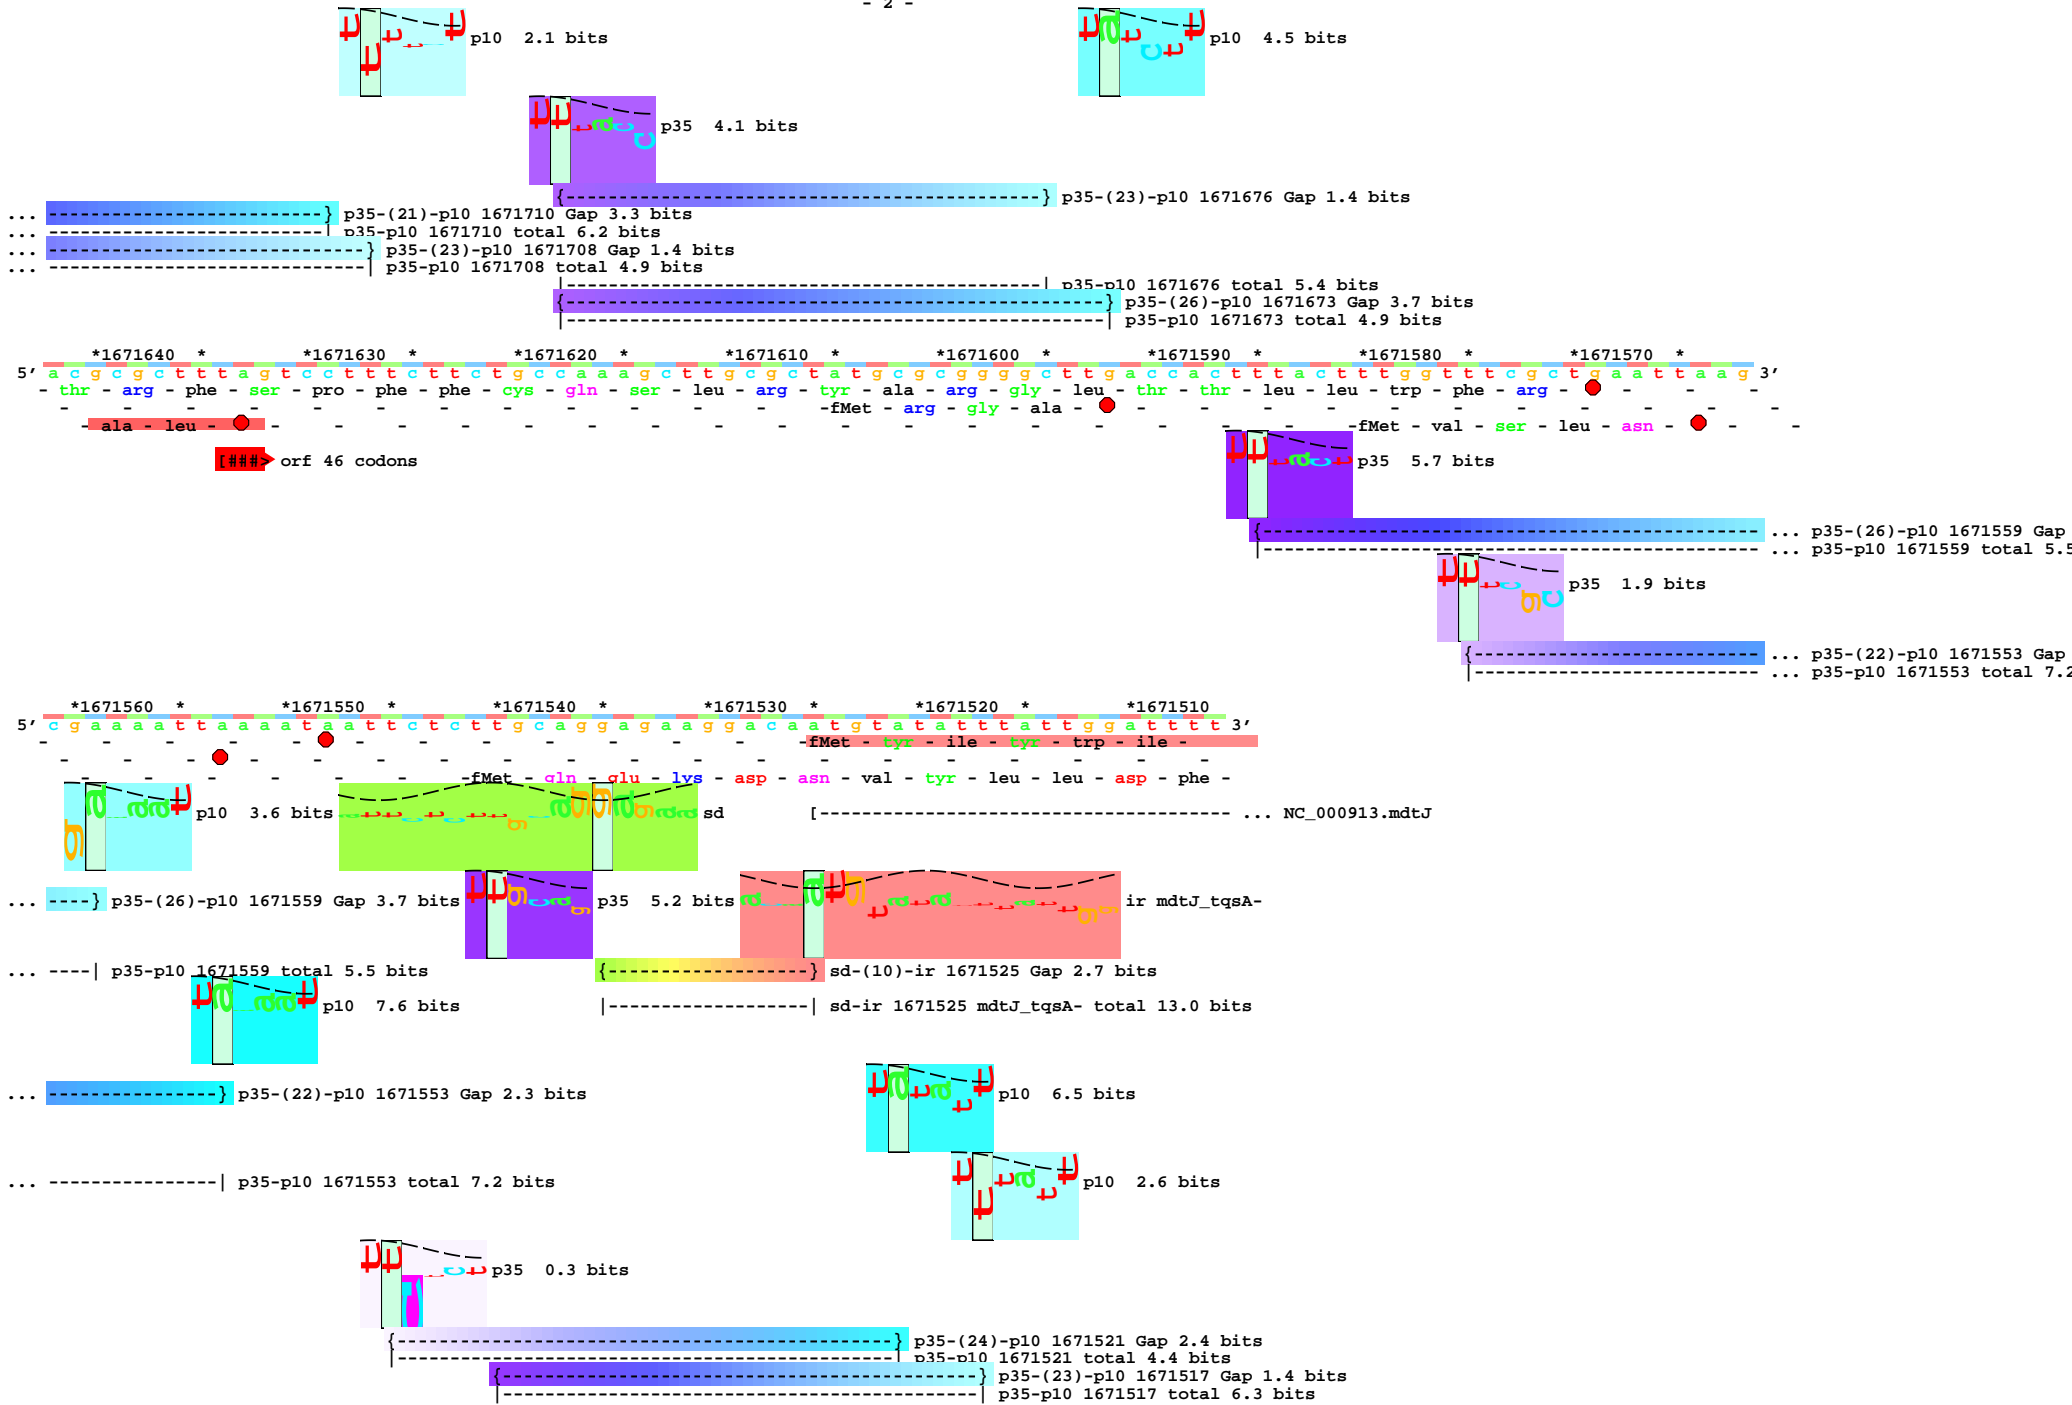 - 2 -
p10 2.1 bits
p10 4.5 bits
p35 4.1 bits
{-----------------------} p35-(23)-p10 1671676 Gap 1.4 bits
... --------------------------} p35-(21)-p10 1671710 Gap 3.3 bits
... --------------------------| p35-p10 1671710 total 6.2 bits
... ------------------------------} p35-(23)-p10 1671708 Gap 1.4 bits
... ------------------------------| p35-p10 1671708 total 4.9 bits
|-----------------------| p35-p10 1671676 total 5.4 bits
{--------------------------} p35-(26)-p10 1671673 Gap 3.7 bits
|--------------------------| p35-p10 1671673 total 4.9 bits
*1671640 * *1671630 * *1671620 * *1671610 * *1671600 * *1671590 * *1671580 * *1671570 *
5' a c g c g c t t t a g t c c t t t c t t c t g c c a a a g c t t g c g c t a t g c g c g g g g c t t g a c c a c t t t a c t t t g g t t t c g c t g a a t t a a g 3'
- thr - arg - phe - ser - pro - phe - phe - cys - gln - ser - leu - arg - tyr - ala - arg - gly - leu - thr - thr - leu - leu - trp - phe - arg -
-fMet - arg - gly - ala -
- ala - leu - -fMet - val - ser - leu - asn -
[###> orf 46 codons
p35 5.7 bits
{------------------------ ... p35-(26)-p10 1671559 Gap
|------------------------ ... p35-p10 1671559 total 5.5
p35 1.9 bits
{-------------- ... p35-(22)-p10 1671553 Gap
|-------------- ... p35-p10 1671553 total 7.2
*1671560 * *1671550 * *1671540 * *1671530 * *1671520 * *1671510
5' c g a a a a t t a a a a t a a t t c t c t t g c a g g a g a a g g a c a a t g t a t a t t t a t t g g a t t t t 3'
-fMet - tyr - ile - tyr - trp - ile -
-fMet - gln - glu - lys - asp - asn - val - tyr - leu - leu - asp - phe -
p10 3.6 bits
sd
[--------------------------------------- ... NC_000913.mdtJ
... ----} p35-(26)-p10 1671559 Gap 3.7 bits
p35 5.2 bits
ir mdtJ_tqsA-
... ----| p35-p10 1671559 total 5.5 bits
{-------------------} sd-(10)-ir 1671525 Gap 2.7 bits
p10 7.6 bits
|-------------------| sd-ir 1671525 mdtJ_tqsA- total 13.0 bits
... ----------------} p35-(22)-p10 1671553 Gap 2.3 bits
p10 6.5 bits
... ----------------| p35-p10 1671553 total 7.2 bits
p10 2.6 bits
p35 0.3 bits
{------------------------} p35-(24)-p10 1671521 Gap 2.4 bits
|------------------------| p35-p10 1671521 total 4.4 bits
{-----------------------} p35-(23)-p10 1671517 Gap 1.4 bits
|-----------------------| p35-p10 1671517 total 6.3 bits